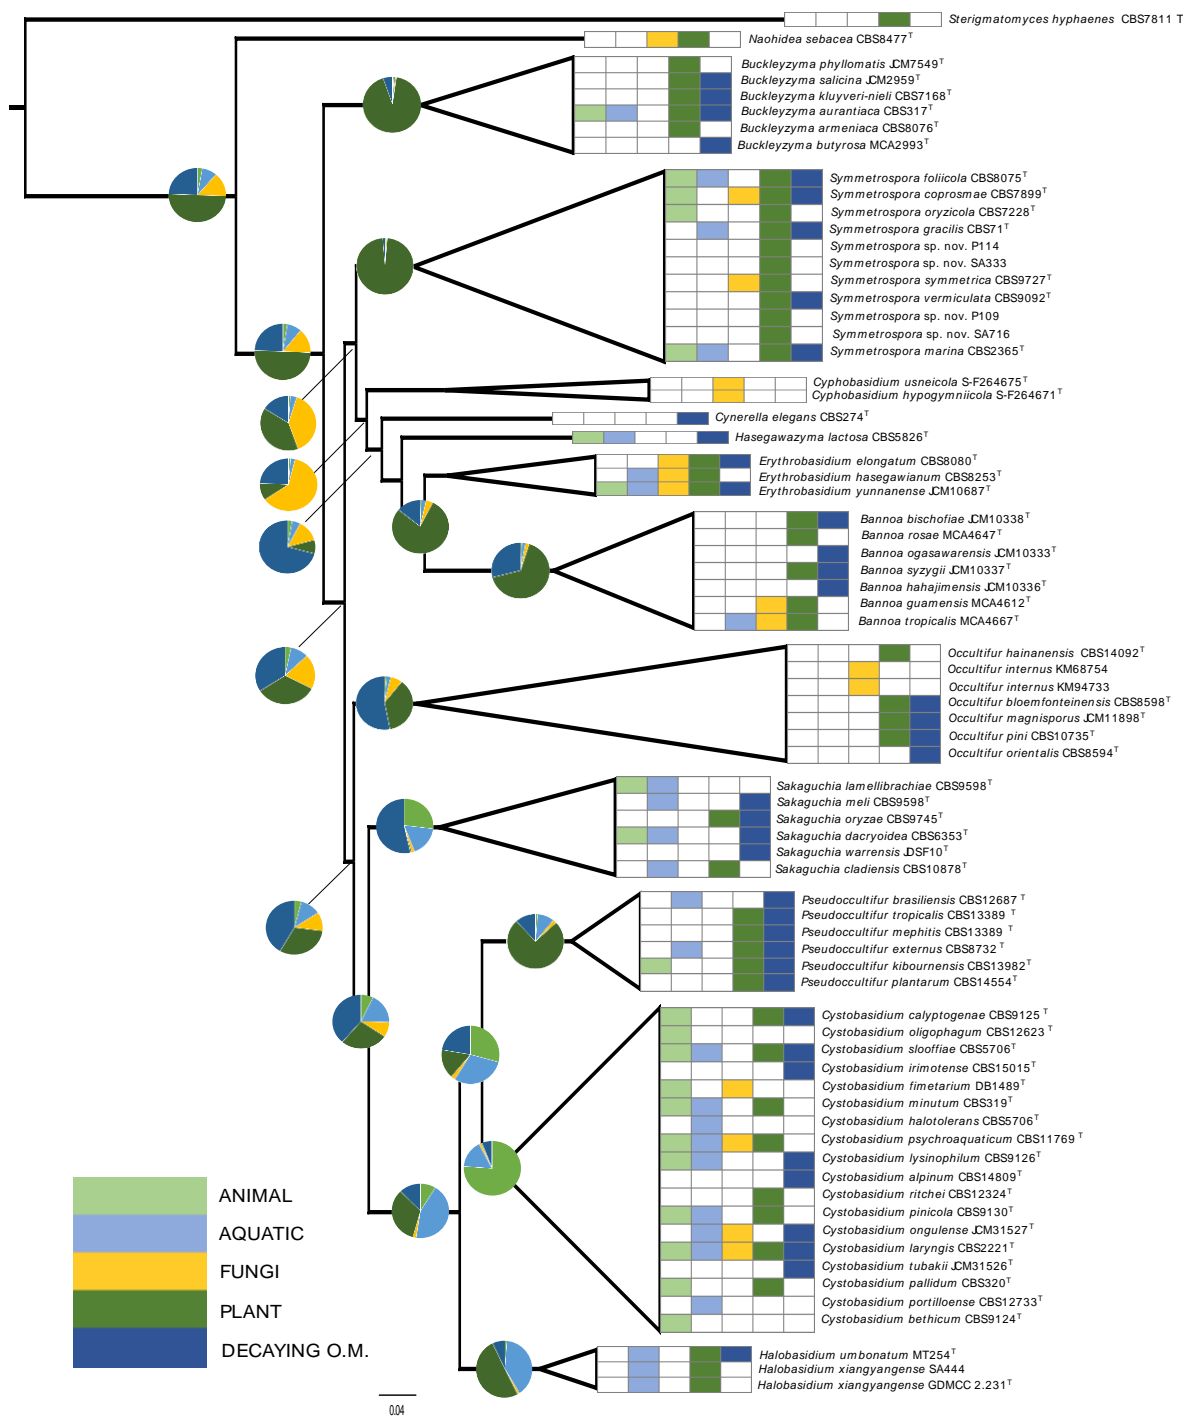 Sterigmatomyces hyphaenes CBS7811 T
Naohidea sebacea CBS8477T
Buckleyzyma phyllomatis JCM7549T
Buckleyzyma salicina JCM2959T
Buckleyzyma kluyveri-nieli CBS7168T
Buckleyzyma aurantiaca CBS317T
Buckleyzyma armeniaca CBS8076T
Buckleyzyma butyrosa MCA2993T
Symmetrospora foliicola CBS8075T
Symmetrospora coprosmae CBS7899T
Symmetrospora oryzicola CBS7228T
Symmetrospora gracilis CBS71T
Symmetrospora sp. nov. P114
Symmetrospora sp. nov. SA333
Symmetrospora symmetrica CBS9727T
Symmetrospora vermiculata CBS9092T
Symmetrospora sp. nov. P109
Symmetrospora sp. nov. SA716
Symmetrospora marina CBS2365T
Cyphobasidium usneicola S-F264675T
Cyphobasidium hypogymniicola S-F264671T
Cynerella elegans CBS274T
Hasegawazyma lactosa CBS5826T
Erythrobasidium elongatum CBS8080T
Erythrobasidium hasegawianum CBS8253T
Erythrobasidium yunnanense JCM10687T
Bannoa bischofiae JCM10338T
Bannoa rosae MCA4647T
Bannoa ogasawarensis JCM10333T
Bannoa syzygii JCM10337T
Bannoa hahajimensis JCM10336T
Bannoa guamensis MCA4612T
Bannoa tropicalis MCA4667T
Occultifur hainanensis CBS14092T
Occultifur internus KM68754
Occultifur internus KM94733
Occultifur bloemfonteinensis CBS8598T
Occultifur magnisporus JCM11898T
Occultifur pini CBS10735T
Occultifur orientalis CBS8594T
Sakaguchia lamellibrachiae CBS9598T
Sakaguchia meli CBS9598T
Sakaguchia oryzae CBS9745T
Sakaguchia dacryoidea CBS6353T
Sakaguchia warrensis JDSF10T
Sakaguchia cladiensis CBS10878T
Pseudoccultifur brasiliensis CBS12687T
Pseudoccultifur tropicalis CBS13389 T
Pseudoccultifur mephitis CBS13389 T
Pseudoccultifur externus CBS8732 T
Pseudoccultifur kibournensis CBS13982T
Pseudoccultifur plantarum CBS14554T
Cystobasidium calyptogenae CBS9125 T
Cystobasidium oligophagum CBS12623 T
Cystobasidium slooffiae CBS5706T
Cystobasidium irimotense CBS15015T
Cystobasidium fimetarium DB1489T
Cystobasidium minutum CBS319T
Cystobasidium halotolerans CBS5706T
Cystobasidium psychroaquaticum CBS11769 T
Cystobasidium lysinophilum CBS9126T
Cystobasidium alpinum CBS14809T
Cystobasidium ritchei CBS12324T
Cystobasidium pinicola CBS9130T
Cystobasidium ongulense JCM31527T
Cystobasidium laryngis CBS2221T
Cystobasidium tubakii JCM31526T
Cystobasidium pallidum CBS320T
Cystobasidium portilloense CBS12733T
Cystobasidium bethicum CBS9124T
Halobasidium umbonatum MT254T
Halobasidium xiangyangense SA444
Halobasidium xiangyangense GDMCC 2.231T
ANIMAL
AQUATIC
FUNGI
PLANT
DECAYING O.M.
0.04